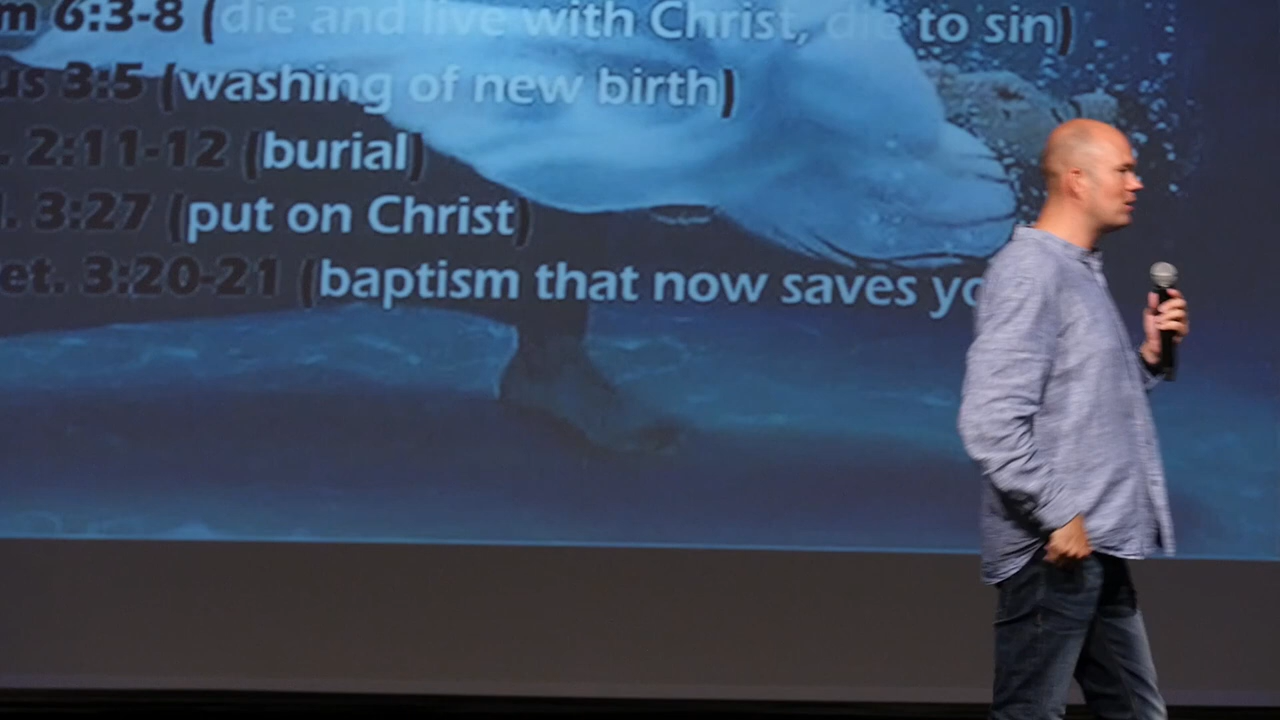 m 6:3-8 (die and live with Christ, die to sin)
us 3:5 (washing of new birth)
. 2:11-12 (burial)
l. 3:27 (put on Christ)
et. 3:20-21 (baptism that now saves yo